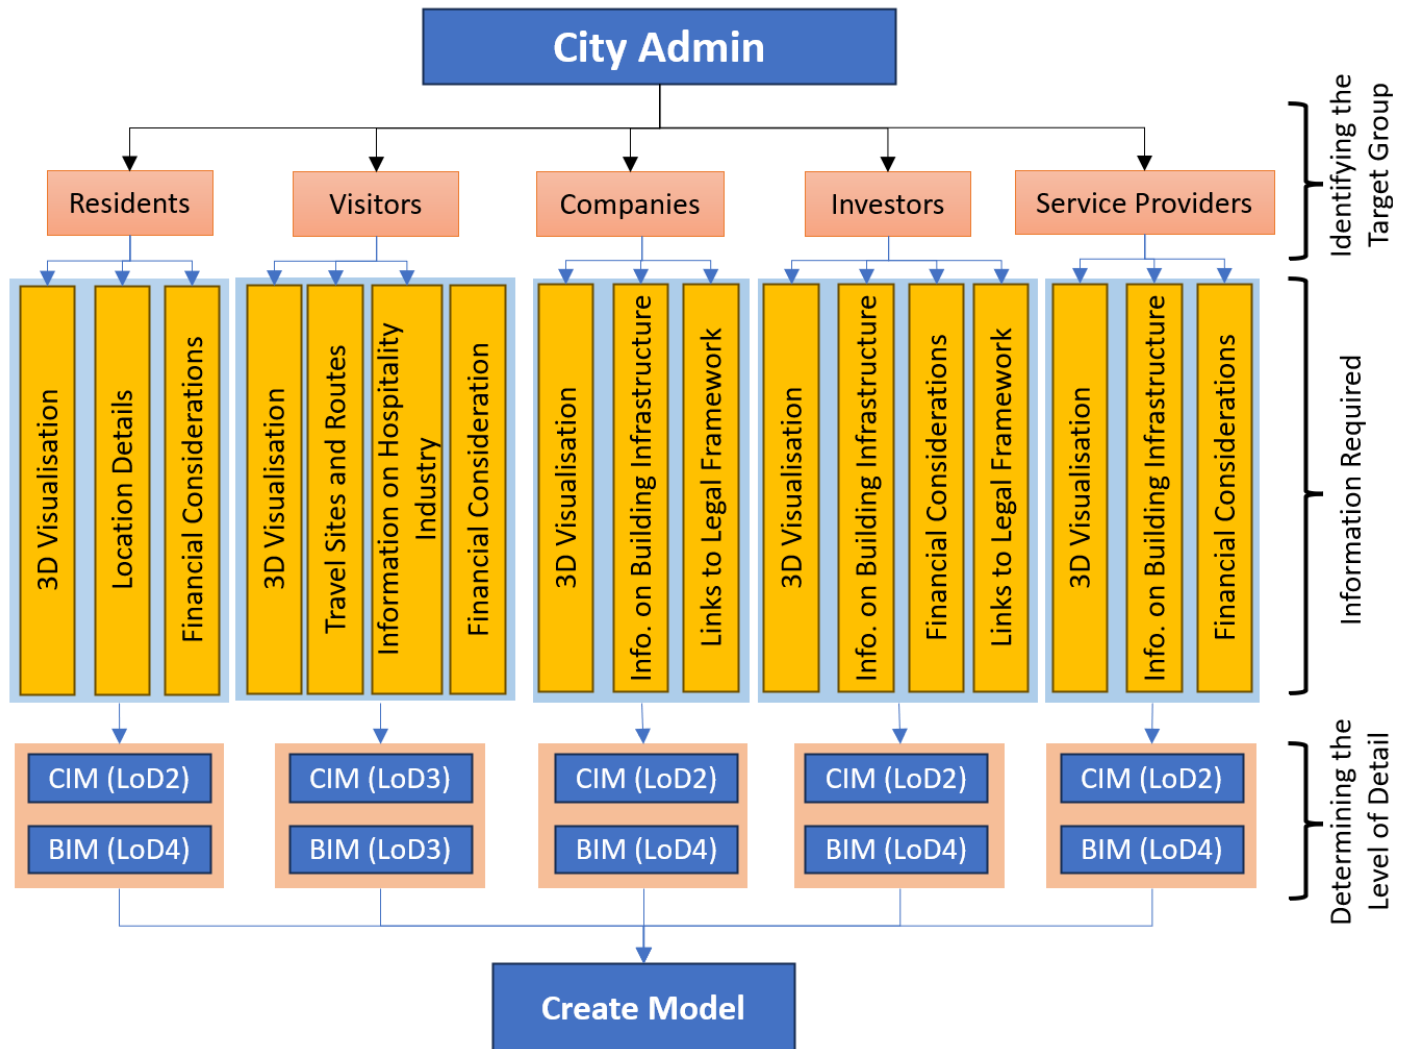 City Admin
Identifying the
Target Group
Residents
Visitors
Companies
Investors
Service Providers
3D Visualisation
Location Details
Financial Considerations
3D Visualisation
Travel Sites and Routes
Information on Hospitality
Industry
Financial Consideration
3D Visualisation
Info. on Building Infrastructure
Links to Legal Framework
3D Visualisation
Info. on Building Infrastructure
Financial Considerations
Links to Legal Framework
3D Visualisation
Info. on Building Infrastructure
Financial Considerations
Information Required
CIM (LoD2)
BIM (LoD4)
CIM (LoD3)
BIM (LoD3)
CIM (LoD2)
BIM (LoD4)
CIM (LoD2)
BIM (LoD4)
CIM (LoD2)
BIM (LoD4)
Determining the
Level of Detail
Create Model